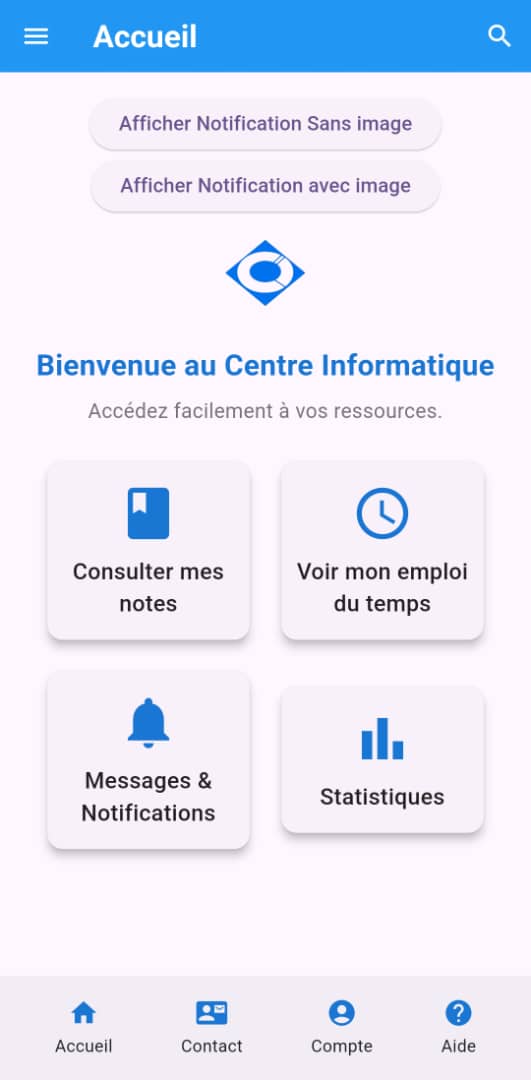 Accueil
Afficher Notification Sans image
Afficher Notification avec image
Bienvenue au Centre Informatique
Accédez facilement à vos ressources.
Consulter mes
notes
Voir mon emploi
du temps
Messages &
Notifications
Statistiques
Accueil
Contact
Compte
Aide